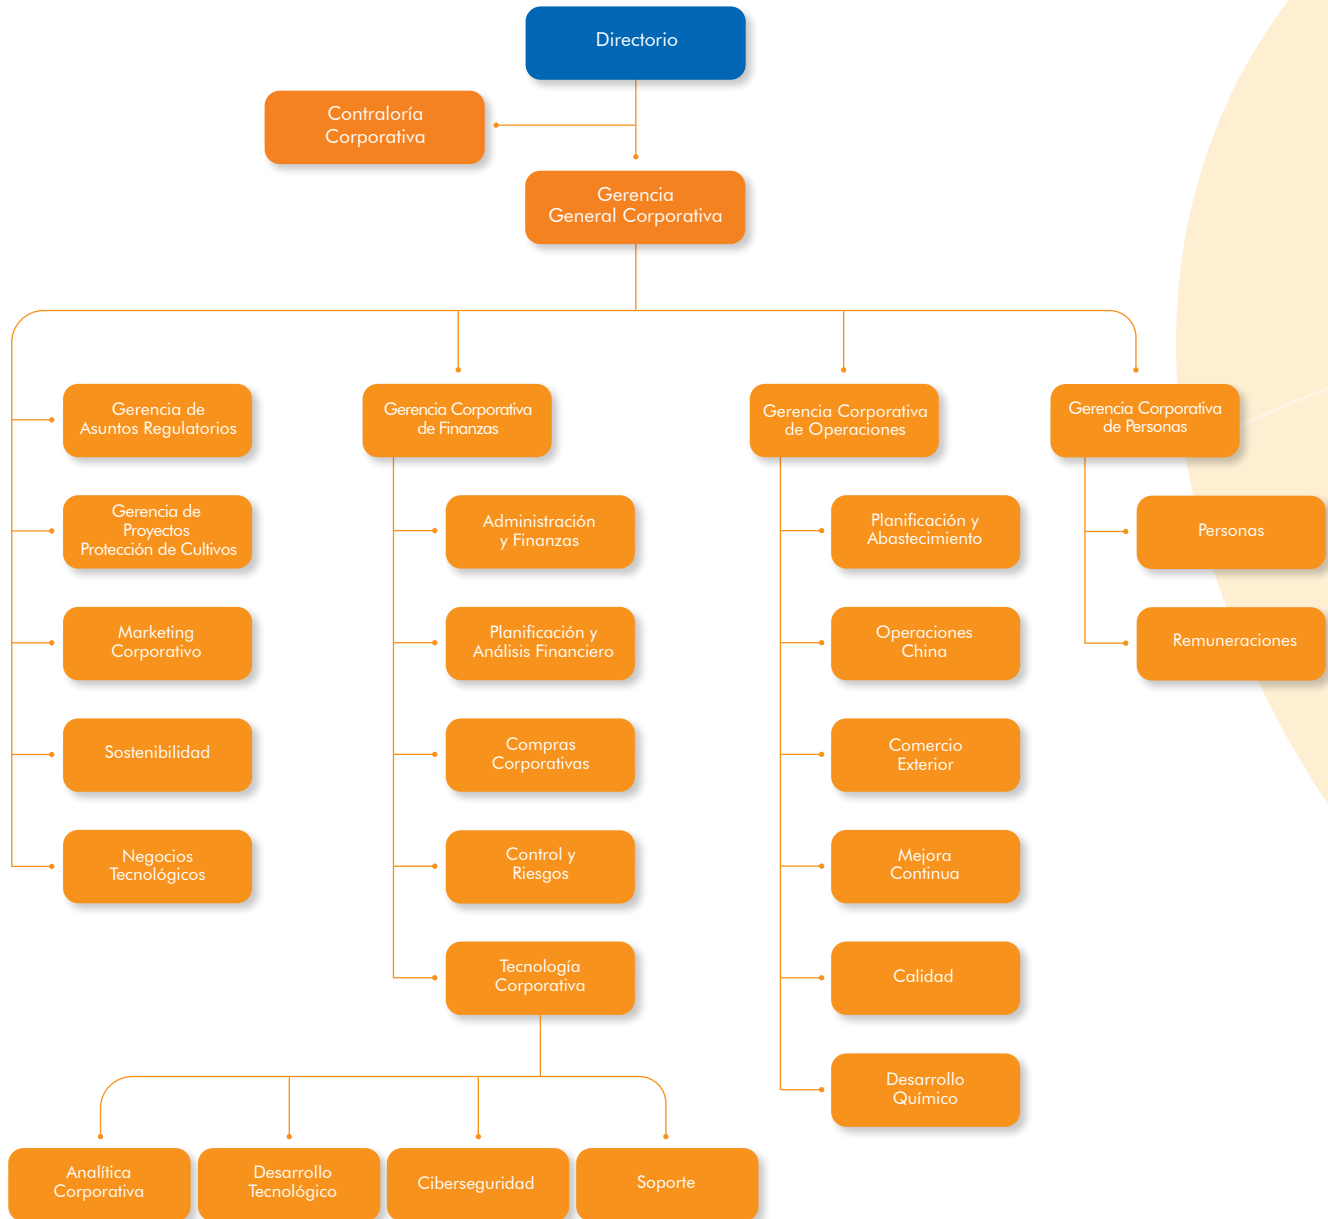 Directorio
Contraloría
Corporativa
Gerencia
General Corporativa
Gerencia de
Asuntos Regulatorios
Gerencia Corporativa
de Finanzas
Gerencia Corporativa
de Operaciones
Gerencia Corporativa
de Personas
Gerencia de
Proyectos
Protección de Cultivos
Administración
y Finanzas
Planificación y
Abastecimiento
Personas
Marketing
Corporativo
Planificación y
Análisis Financiero
Operaciones
China
Remuneraciones
Sostenibilidad
Compras
Corporativas
Comercio
Exterior
Negocios
Tecnológicos
Control y
Riesgos
Mejora
Continua
Tecnología
Corporativa
Calidad
Desarrollo
Químico
Analítica
Corporativa
Desarrollo
Tecnológico
Ciberseguridad
Soporte